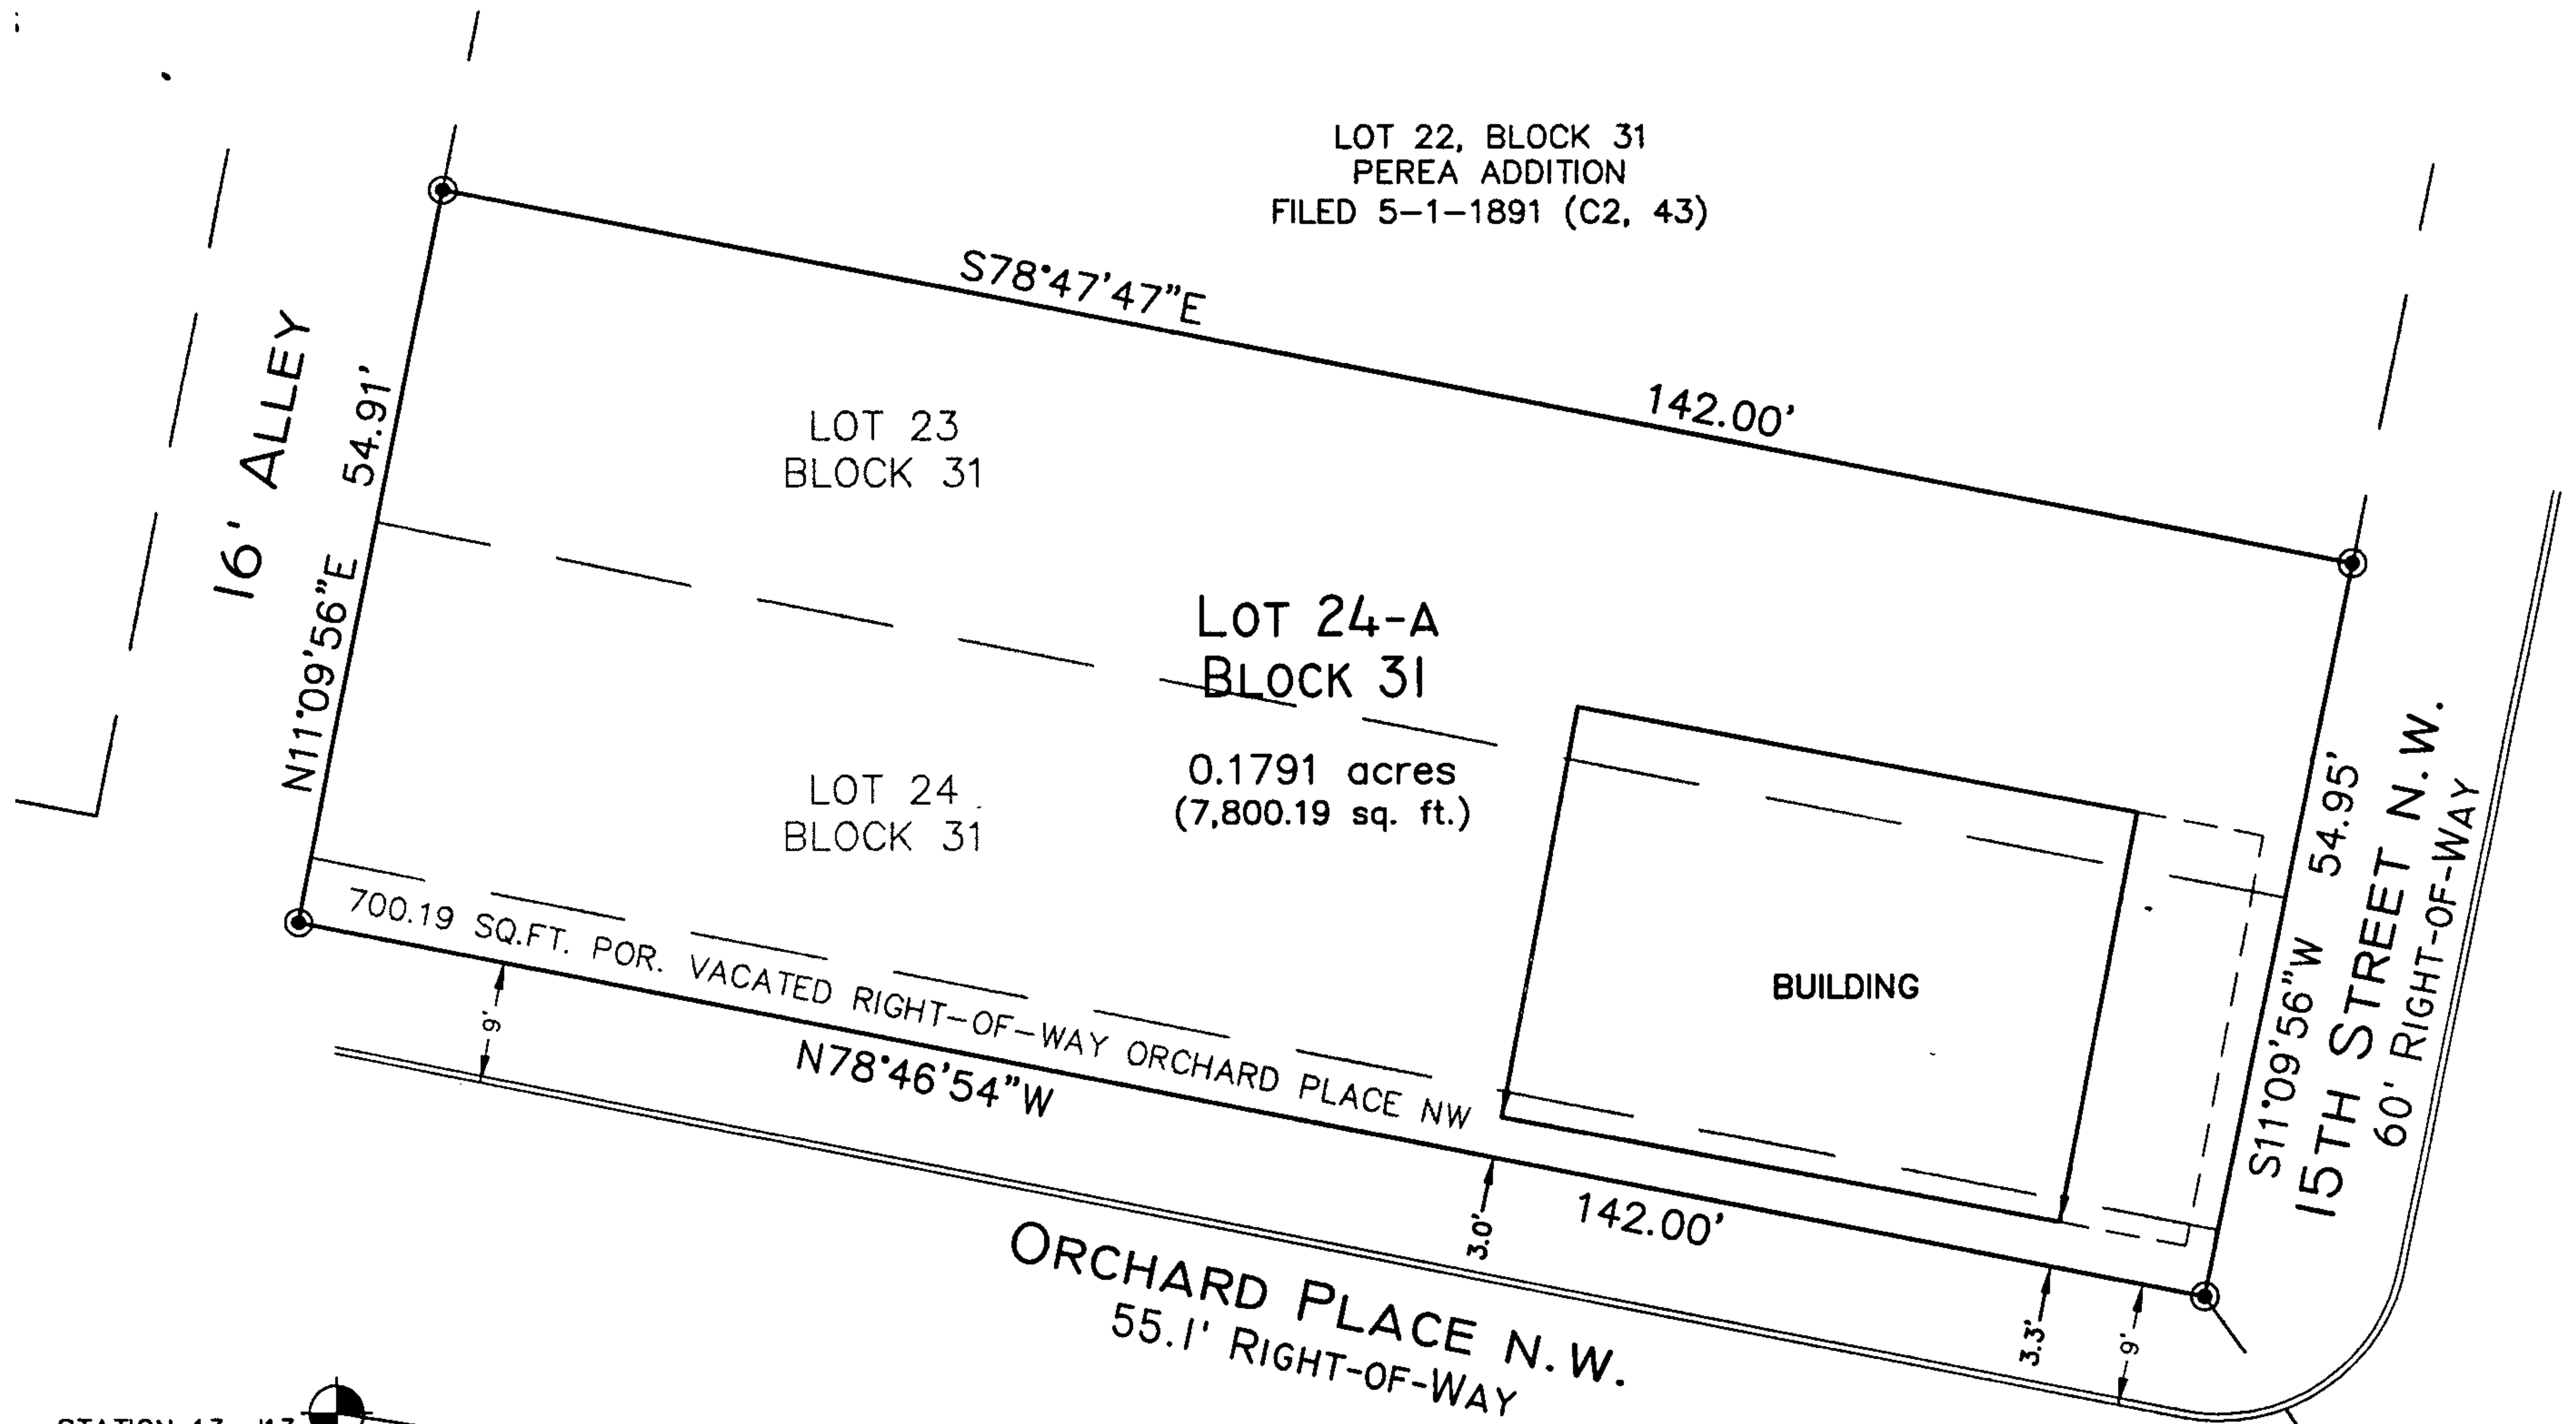 LOT 22, BLOCK 31
PEREA ADDITION
FILED 5-1-1891 (C2, 43)
S78°47'47"E
142.00'
16' ALLEY
N11°09'56"E 54.91'
LOT 23
BLOCK 31
LOT 24-A
BLOCK 31
0.1791 acres
(7,800.19 sq. ft.)
LOT 24
BLOCK 31
BUILDING
S11°09'56"W 54.95'
15TH STREET N.W.
60' RIGHT-OF-WAY
700.19 SQ.FT. POR. VACATED RIGHT-OF-WAY ORCHARD PLACE NW
9'
N78°46'54"W
3.0'
142.00'
3.3'
9'
ORCHARD PLACE N.W.
55.1' RIGHT-OF-WAY
STATION